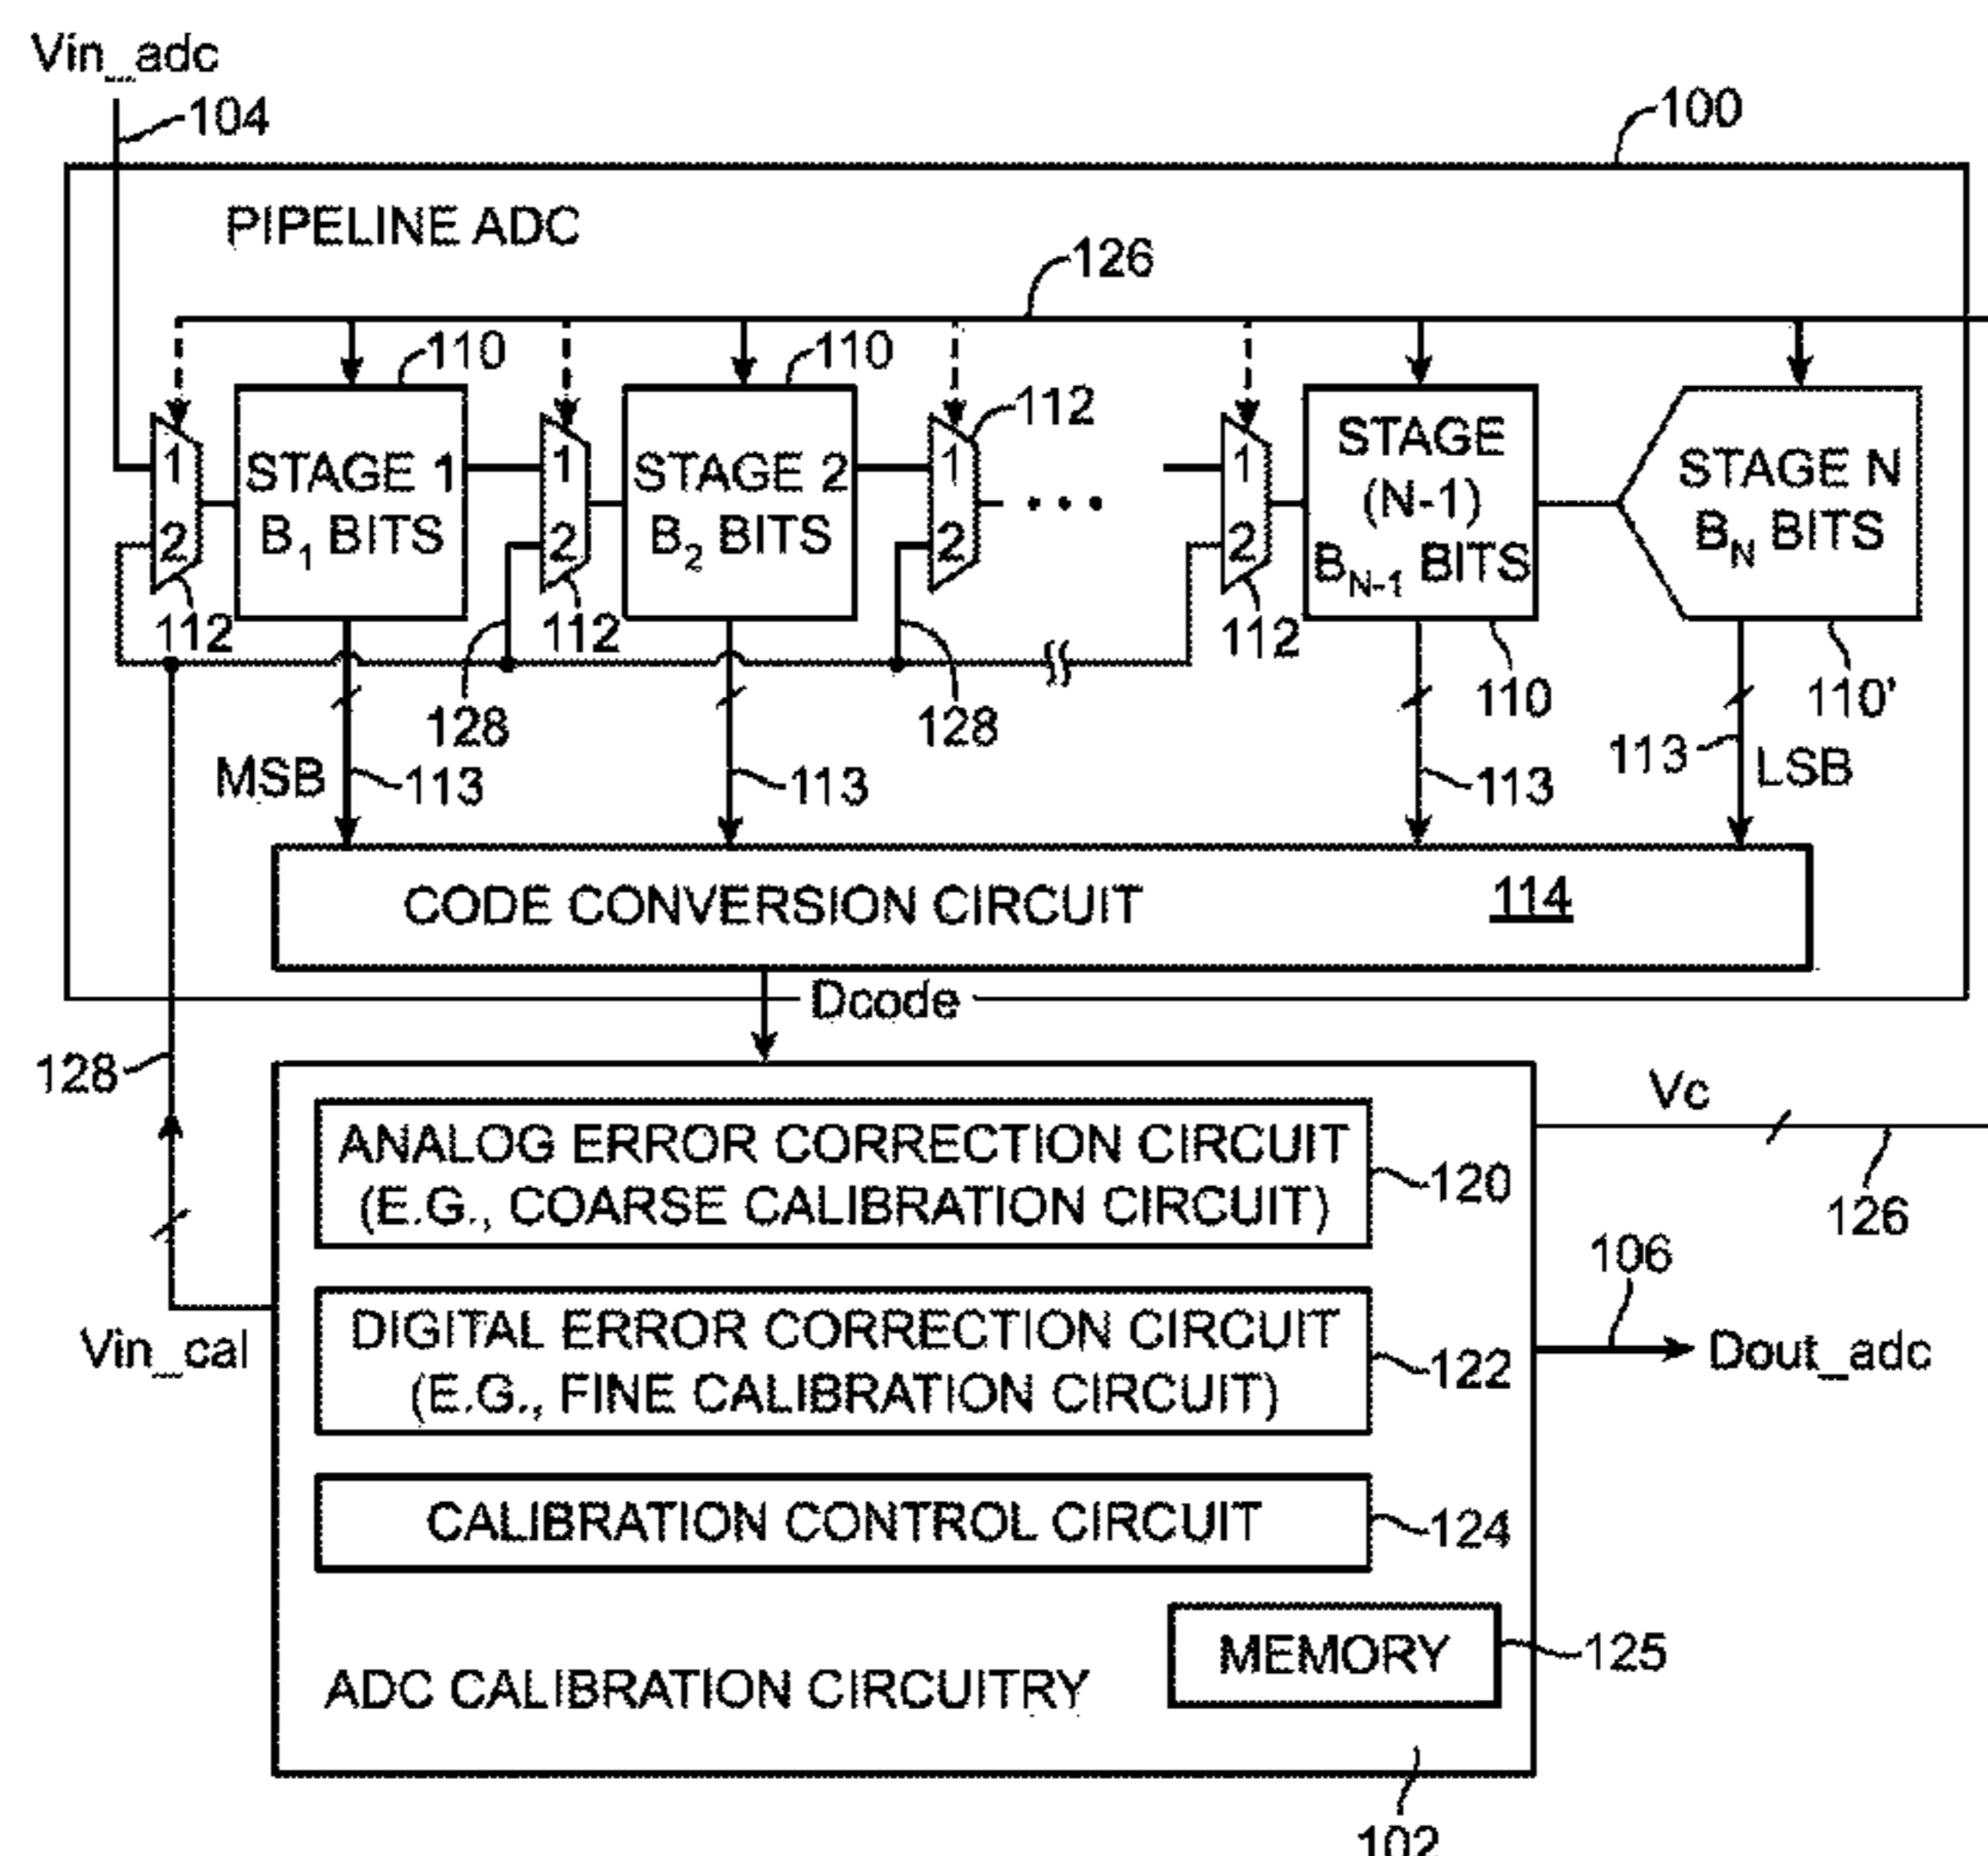 Vin_adc
104
100
PIPELINE ADC
126
110
110
112
1
2
STAGE 1
B1 BITS
1
2
STAGE 2
B2 BITS
1
2
• • •
1
2
STAGE
(N-1)
BN-1 BITS
STAGE N
BN BITS
112
112
112
128
128
110
110'
MSB
113
113
113
113
LSB
CODE CONVERSION CIRCUIT 114
Dcode
128
Vc
126
ANALOG ERROR CORRECTION CIRCUIT
(E.G., COARSE CALIBRATION CIRCUIT)
120
106
Vin_cal
DIGITAL ERROR CORRECTION CIRCUIT
(E.G., FINE CALIBRATION CIRCUIT)
122
Dout_adc
CALIBRATION CONTROL CIRCUIT
124
MEMORY
125
ADC CALIBRATION CIRCUITRY
102